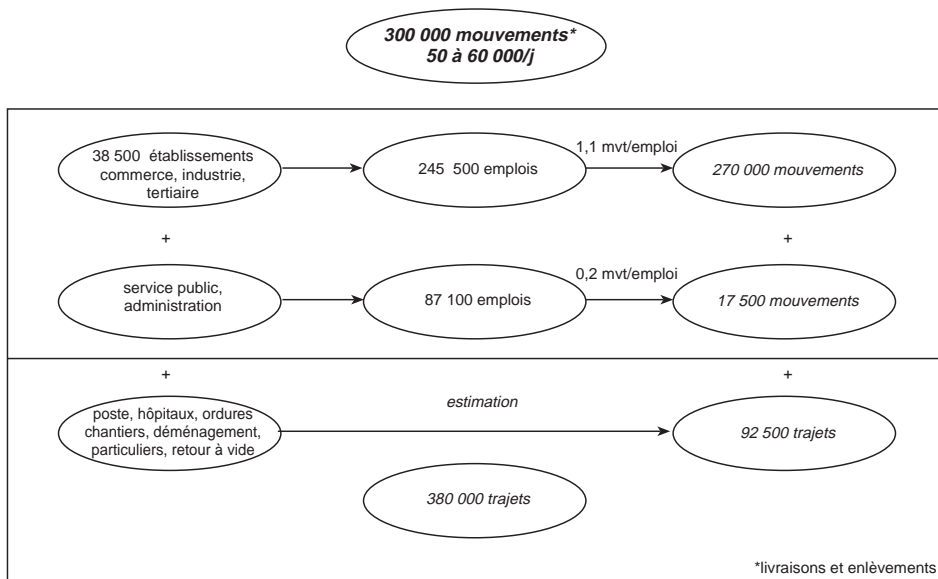 300 000 mouvements*
50 à 60 000/j
38 500 établissements
commerce, industrie,
tertiaire
245 500 emplois
1,1 mvt/emploi
270 000 mouvements
+
+
service public,
administration
87 100 emplois
0,2 mvt/emploi
17 500 mouvements
+
+
poste, hôpitaux, ordures
chantiers, déménagement,
particuliers, retour à vide
estimation
92 500 trajets
380 000 trajets
*livraisons et enlèvements